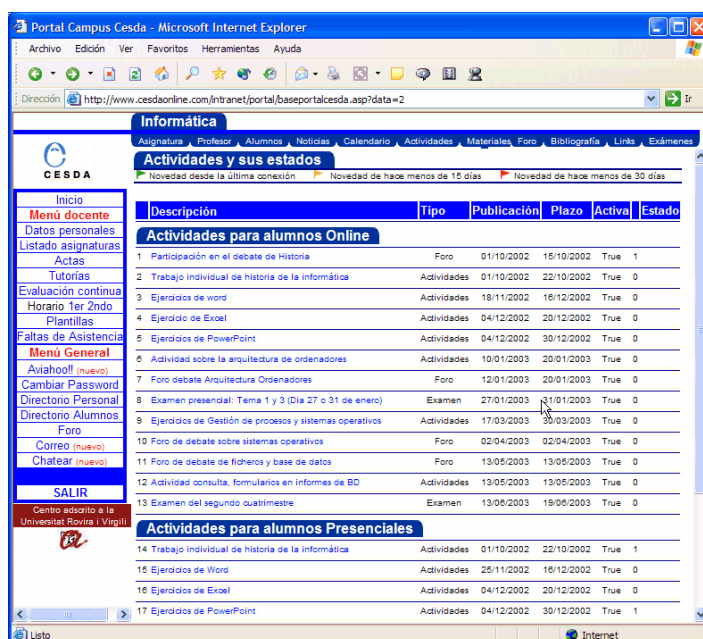 Portal Campus Cesda - Microsoft Internet Explorer
Archivo Edición Ver Favoritos Herramientas Ayuda
Dirección http://www.cesdaonline.com/intranet/portal/baseportalcesda.asp?data=2 Ir
Informática
Asignatura Profesor Alumnos Noticias Calendario Actividades Materiales Foro Bibliografía Links Exámenes
CESDA
Actividades y sus estados
Novedad desde la última conexión Novedad de hace menos de 15 días Novedad de hace menos de 30 días
Inicio
Menú docente
Datos personales
Listado asignaturas
Actas
Tutorías
Evaluación continua
Horario 1er 2ndo
Plantillas
Faltas de Asistencia
Menú General
Aviahoo!! (nuevo)
Cambiar Password
Directorio Personal
Directorio Alumnos
Foro
Correo (nuevo)
Chatear (nuevo)
SALIR
Centro adscrito a la
Universitat Rovira i Virgili
Descripción Tipo Publicación Plazo Activa Estado
Actividades para alumnos Online
1 Participación en el debate de Historia Foro 01/10/2002 15/10/2002 True 1
2 Trabajo individual de historia de la informática Actividades 01/10/2002 22/10/2002 True 0
3 Ejercicios de word Actividades 18/11/2002 16/12/2002 True 0
4 Ejercicio de Excel Actividades 04/12/2002 20/12/2002 True 0
5 Ejercicios de PowerPoint Actividades 04/12/2002 30/12/2002 True 0
6 Actividad sobre la arquitectura de ordenadores Actividades 10/01/2003 20/01/2003 True 0
7 Foro debate Arquitectura Ordenadores Foro 12/01/2003 20/01/2003 True 0
8 Examen presencial: Tema 1 y 3 (Dia 27 o 31 de enero) Examen 27/01/2003 31/01/2003 True 0
9 Ejercicios de Gestión de procesos y sistemas operativos Actividades 17/03/2003 30/03/2003 True 0
10 Foro de debate sobre sistemas operativos Foro 02/04/2003 02/04/2003 True 0
11 Foro de debate de ficheros y base de datos Foro 13/05/2003 13/05/2003 True 0
12 Actividad consulta, formularios en informes de BD Actividades 13/05/2003 13/05/2003 True 0
13 Examen del segundo cuatrimestre Examen 13/06/2003 19/06/2003 True 0
Actividades para alumnos Presenciales
14 Trabajo individual de historia de la informática Actividades 01/10/2002 22/10/2002 True 1
15 Ejercicios de Word Actividades 25/11/2002 16/12/2002 True 0
16 Ejercicios de Excel Actividades 04/12/2002 20/12/2002 True 0
17 Ejercicios de PowerPoint Actividades 04/12/2002 30/12/2002 True 1
Listo Internet